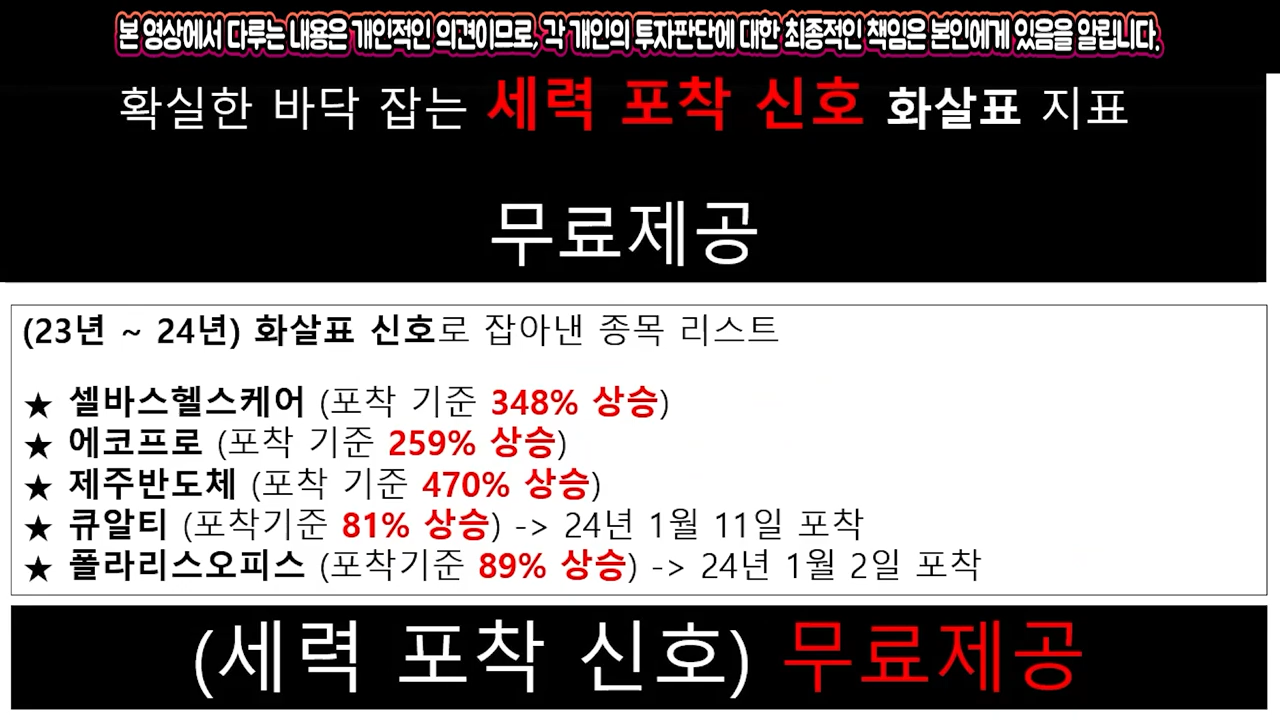 본 영상에서 다루는 내용은 개인적인 의견이므로, 각 개인의 투자판단에 대한 최종적인 책임은 본인에게 있음을 알립니다.
확실한 바닥 잡는 세력 포착 신호 화살표 지표
무료제공
(23년 ~ 24년) 화살표 신호로 잡아낸 종목 리스트
★ 셀바스헬스케어 (포착 기준 348% 상승)
★ 에코프로 (포착 기준 259% 상승)
★ 제주반도체 (포착 기준 470% 상승)
★ 큐알티 (포착기준 81% 상승) -> 24년 1월 11일 포착
★ 폴라리스오피스 (포착기준 89% 상승) -> 24년 1월 2일 포착
(세력 포착 신호) 무료제공